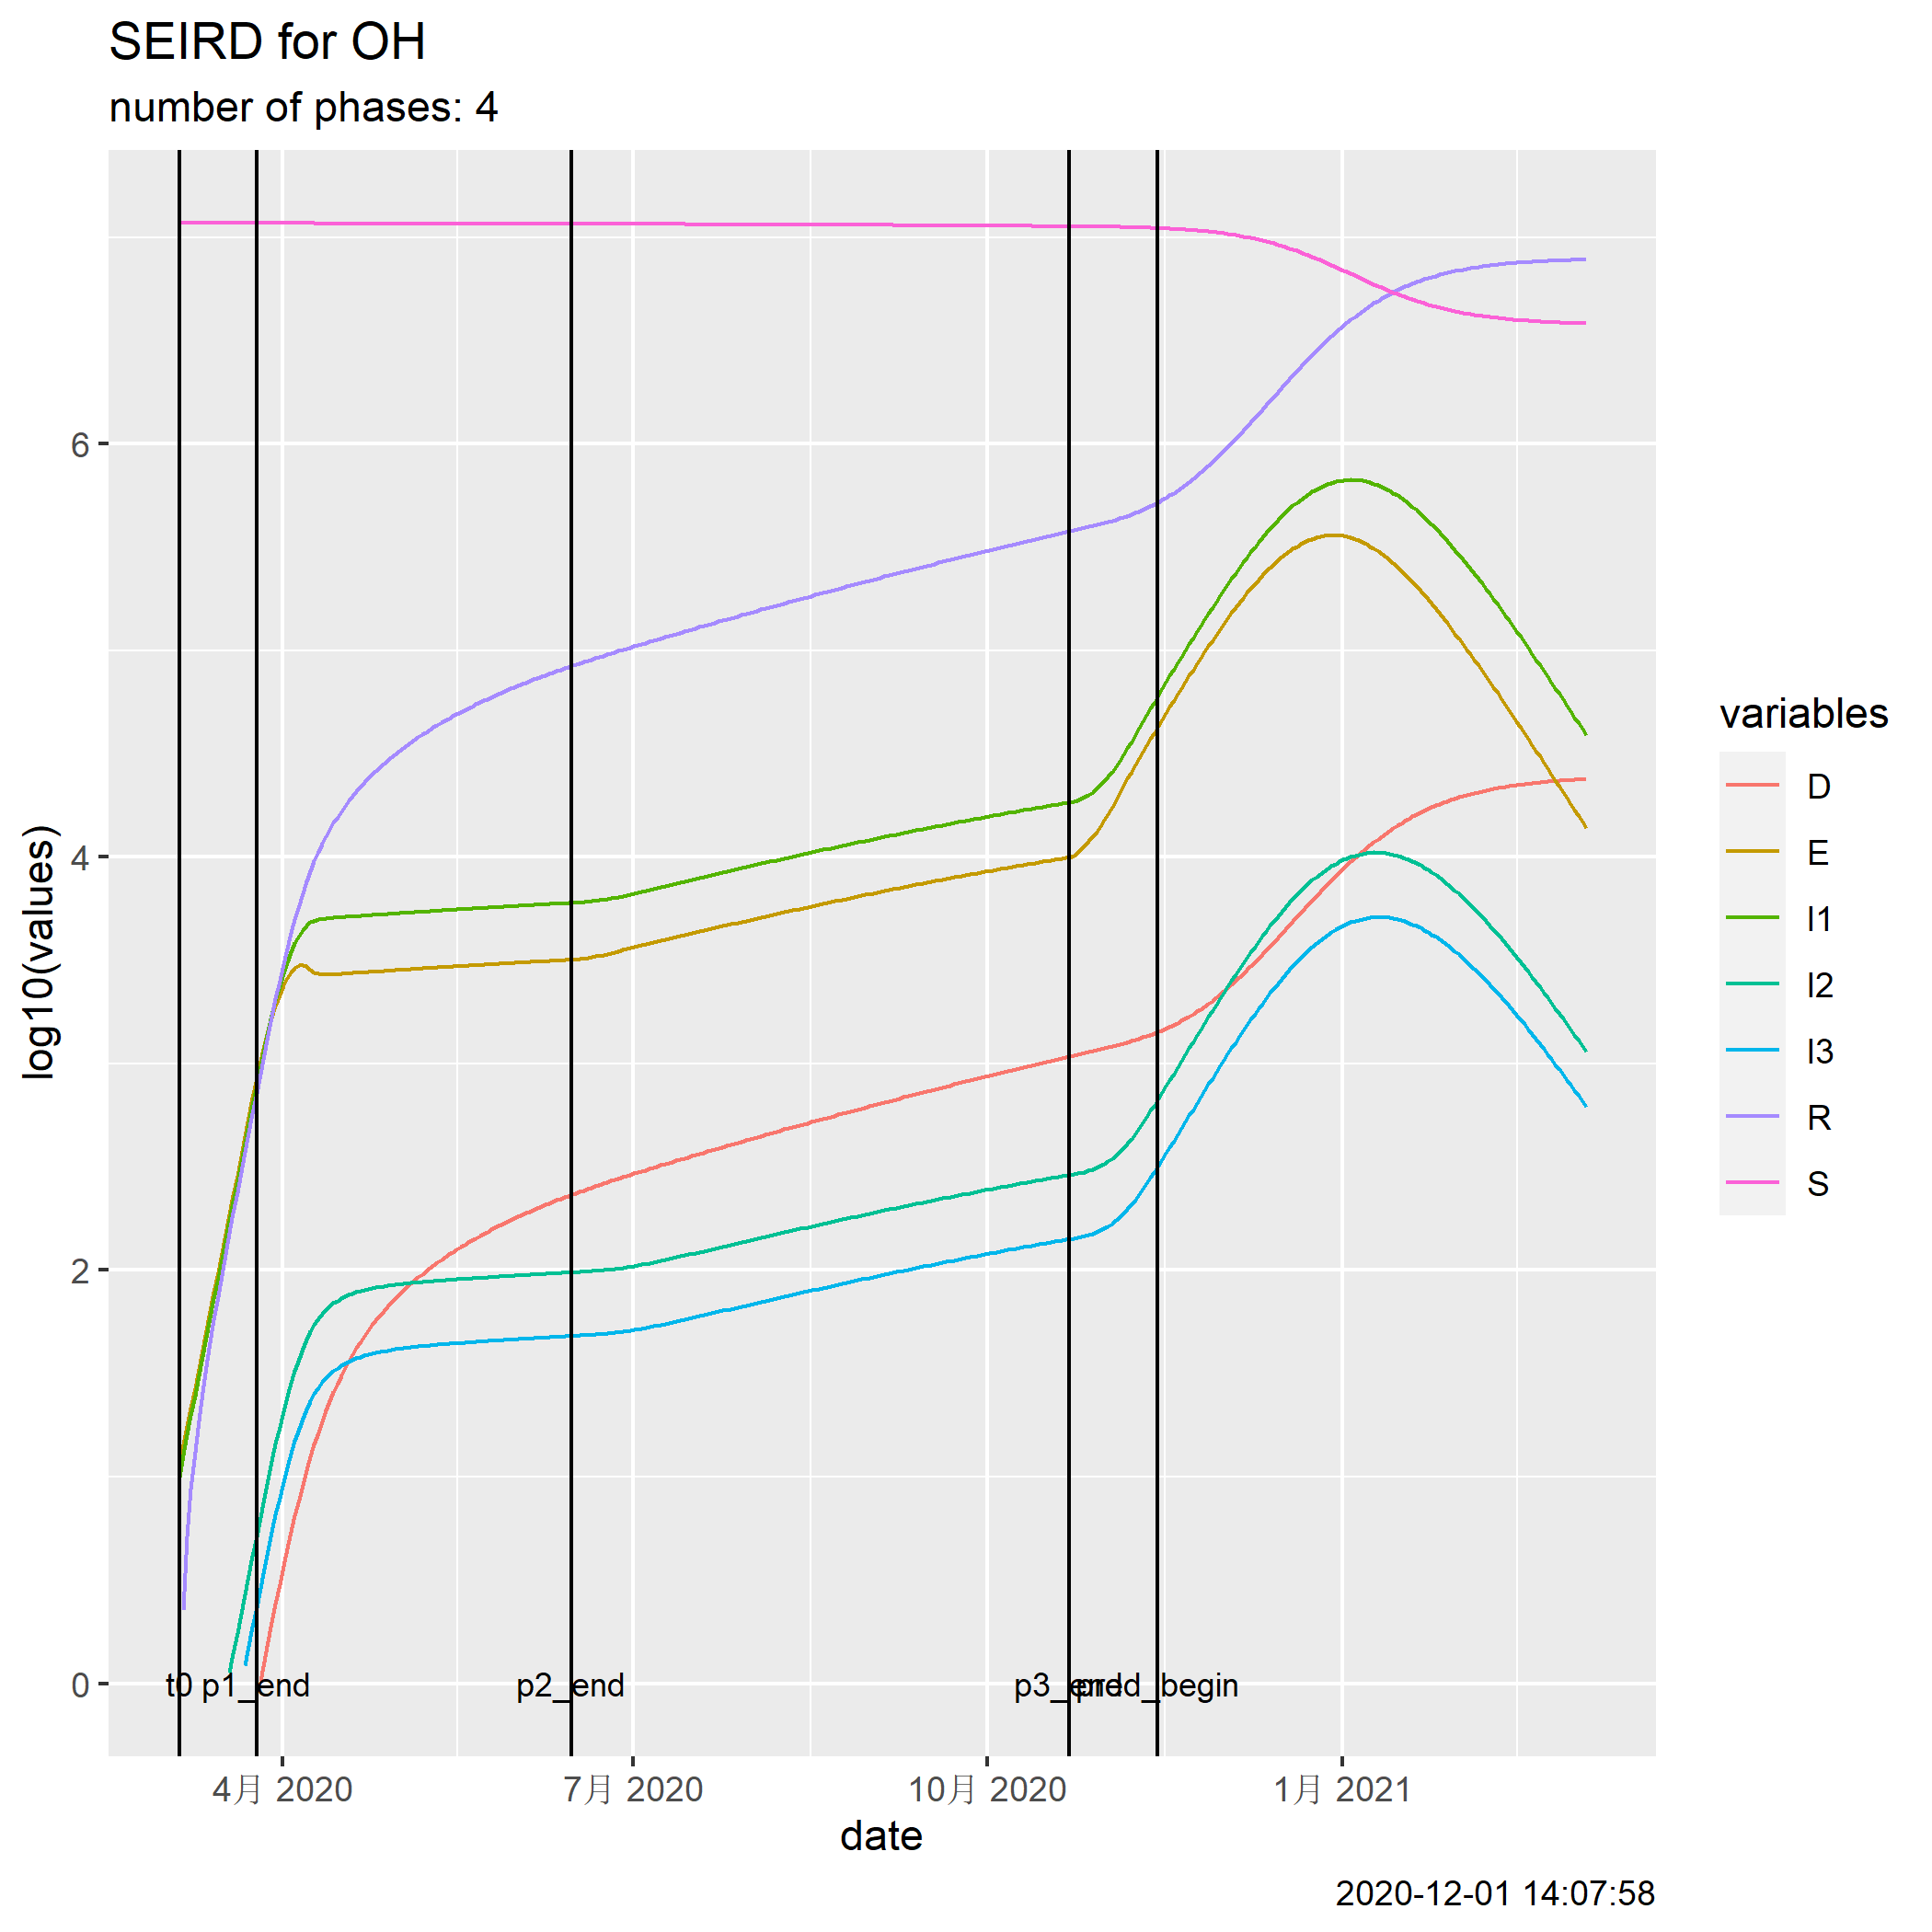 SEIRD for OH
number of phases: 4
log10(values)
6
4
2
0
t0 p1_end p2_end p3_end pred_begin
4月 2020 7月 2020 10月 2020 1月 2021
date
variables
D
E
I1
I2
I3
R
S
2020-12-01 14:07:58